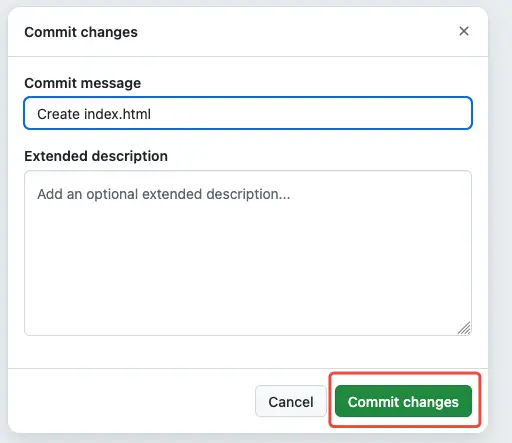 Commit changes
Commit message
Create index.html
Extended description
Add an optional extended description...
Cancel
Commit changes